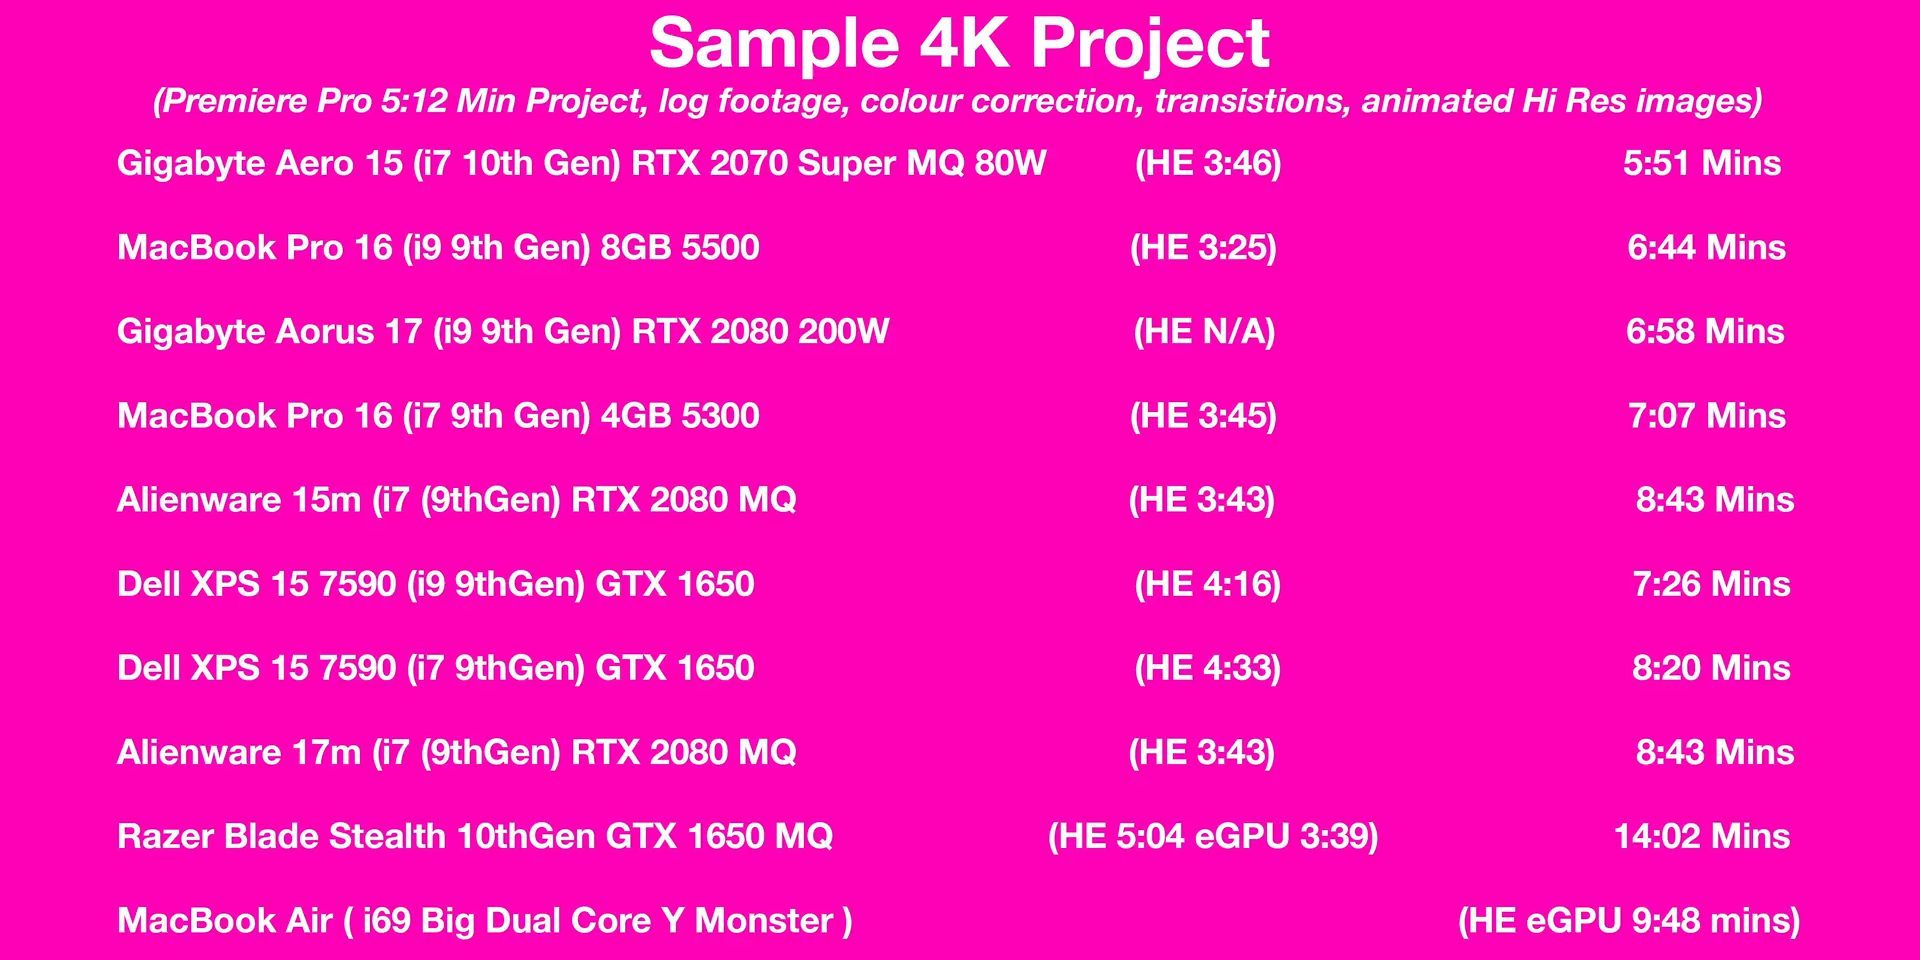 Sample 4K Project
(Premiere Pro 5:12 Min Project, log footage, colour correction, transistions, animated Hi Res images)
Gigabyte Aero 15 (i7 10th Gen) RTX 2070 Super MQ 80W (HE 3:46) 5:51 Mins
MacBook Pro 16 (i9 9th Gen) 8GB 5500 (HE 3:25) 6:44 Mins
Gigabyte Aorus 17 (i9 9th Gen) RTX 2080 200W (HE N/A) 6:58 Mins
MacBook Pro 16 (i7 9th Gen) 4GB 5300 (HE 3:45) 7:07 Mins
Alienware 15m (i7 (9thGen) RTX 2080 MQ (HE 3:43) 8:43 Mins
Dell XPS 15 7590 (i9 9thGen) GTX 1650 (HE 4:16) 7:26 Mins
Dell XPS 15 7590 (i7 9thGen) GTX 1650 (HE 4:33) 8:20 Mins
Alienware 17m (i7 (9thGen) RTX 2080 MQ (HE 3:43) 8:43 Mins
Razer Blade Stealth 10thGen GTX 1650 MQ (HE 5:04 eGPU 3:39) 14:02 Mins
MacBook Air ( i69 Big Dual Core Y Monster ) (HE eGPU 9:48 mins)